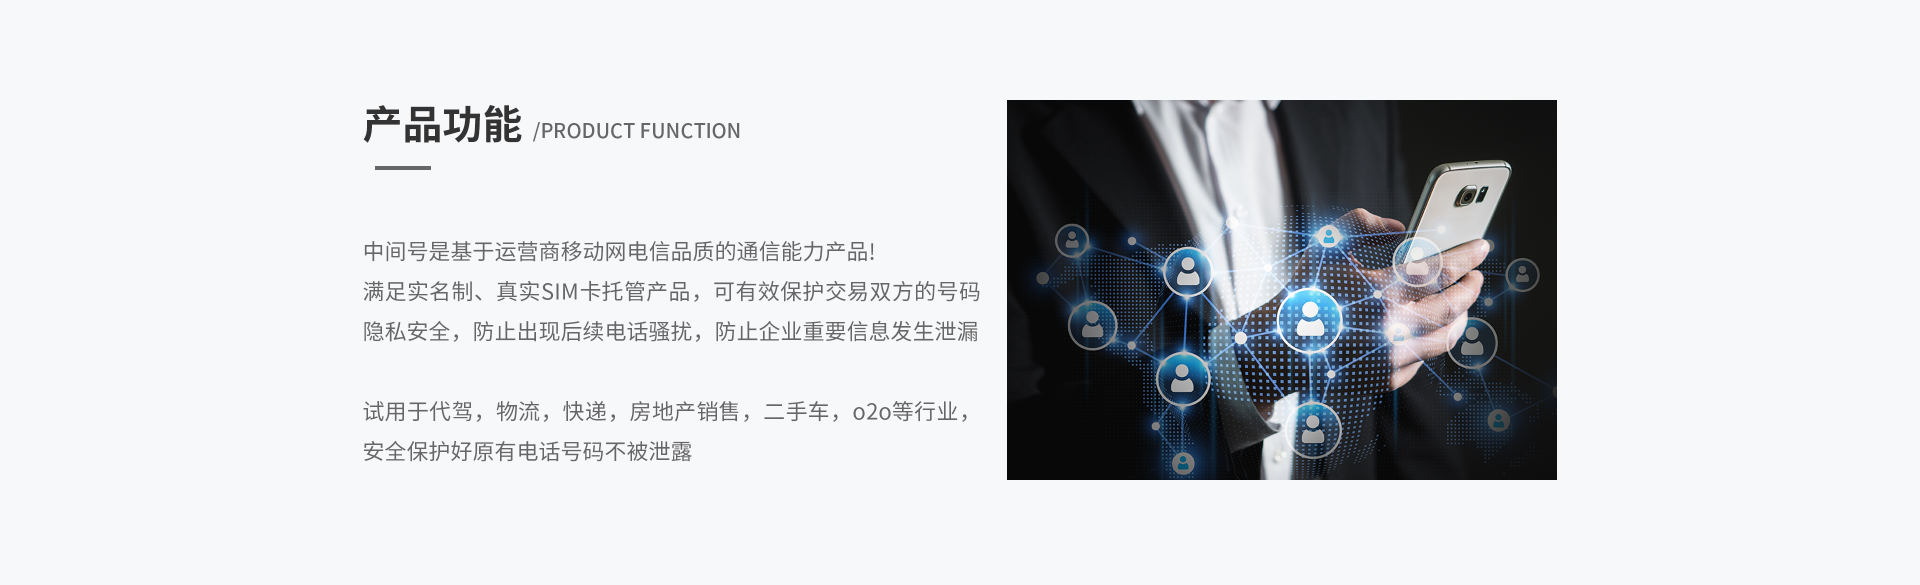 产品功能 /PRODUCT FUNCTION
中间号是基于运营商移动网电信品质的通信能力产品!
满足实名制、真实SIM卡托管产品，可有效保护交易双方的号码
隐私安全，防止出现后续电话骚扰，防止企业重要信息发生泄漏
试用于代驾，物流，快递，房地产销售，二手车，o2o等行业，
安全保护好原有电话号码不被泄露